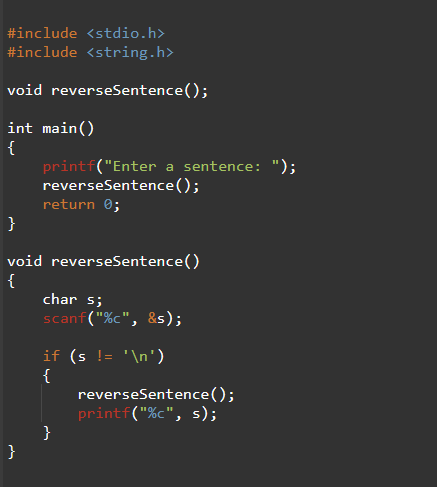 #include <stdio.h>
#include <string.h>

void reverseSentence();

int main()
{
    printf("Enter a sentence: ");
    reverseSentence();
    return 0;
}

void reverseSentence()
{
    char s;
    scanf("%c", &s);

    if (s != '\n')
    {
        reverseSentence();
        printf("%c", s);
    }
}